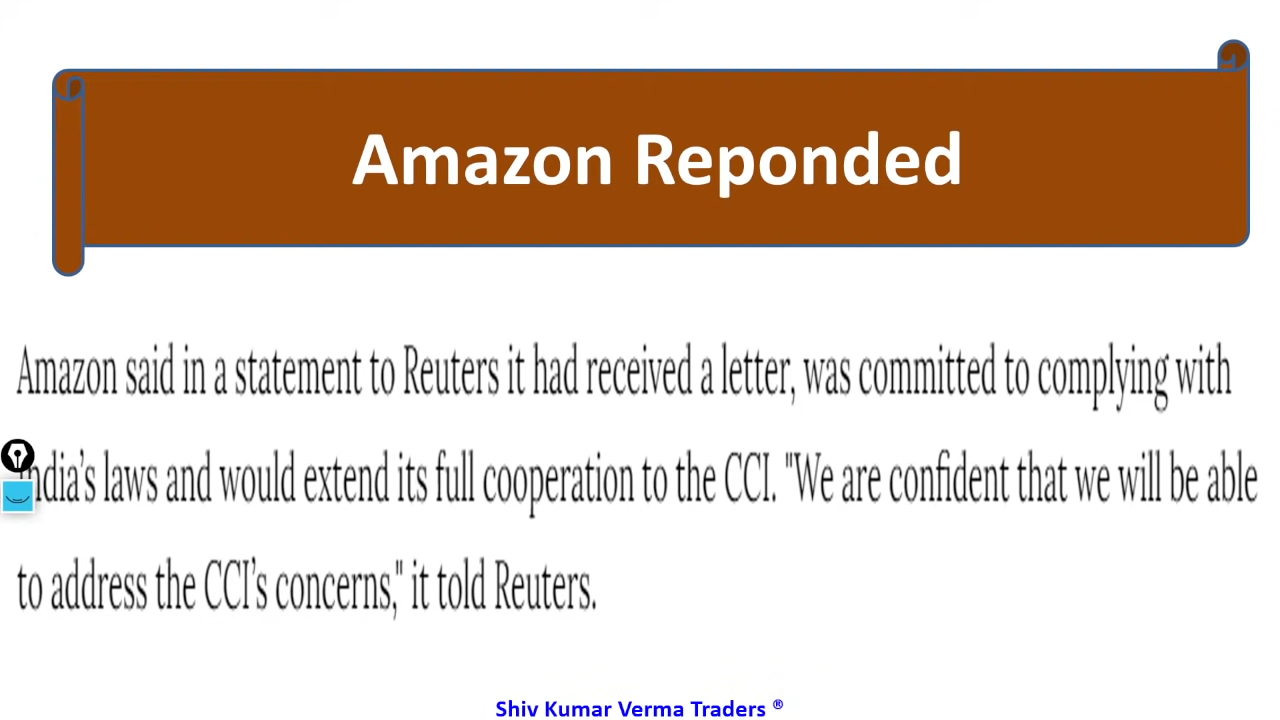 Amazon Reponded
Amazon said in a statement to Reuters it had received a letter, was committed to complying with
India's laws and would extend its full cooperation to the CCI. "We are confident that we will be able
to address the CCI's concerns," it told Reuters.
Shiv Kumar Verma Traders ®